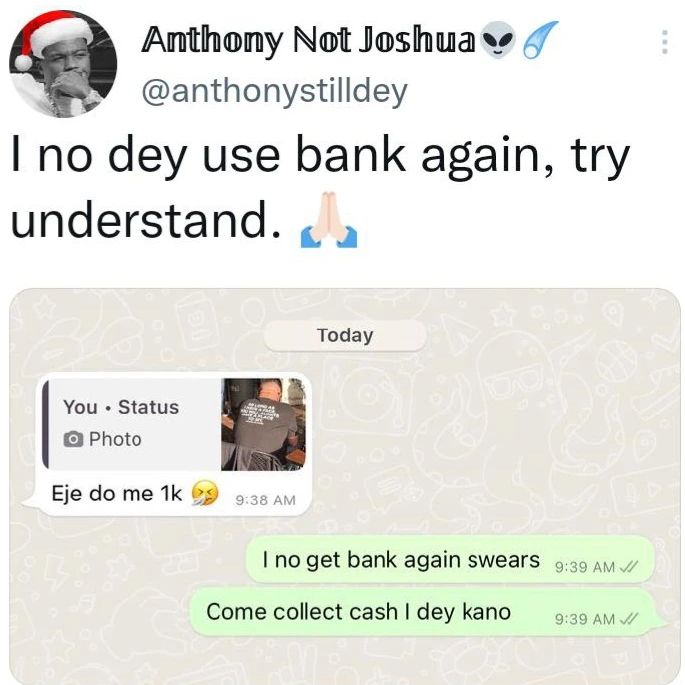 Anthony Not Joshua👽☄️
@anthonystilldey
I no dey use bank again, try
understand. 🙏🏻
Today
You • Status
Photo
Eje do me 1k 🤧 9:38 AM
I no get bank again swears 9:39 AM
Come collect cash I dey kano 9:39 AM